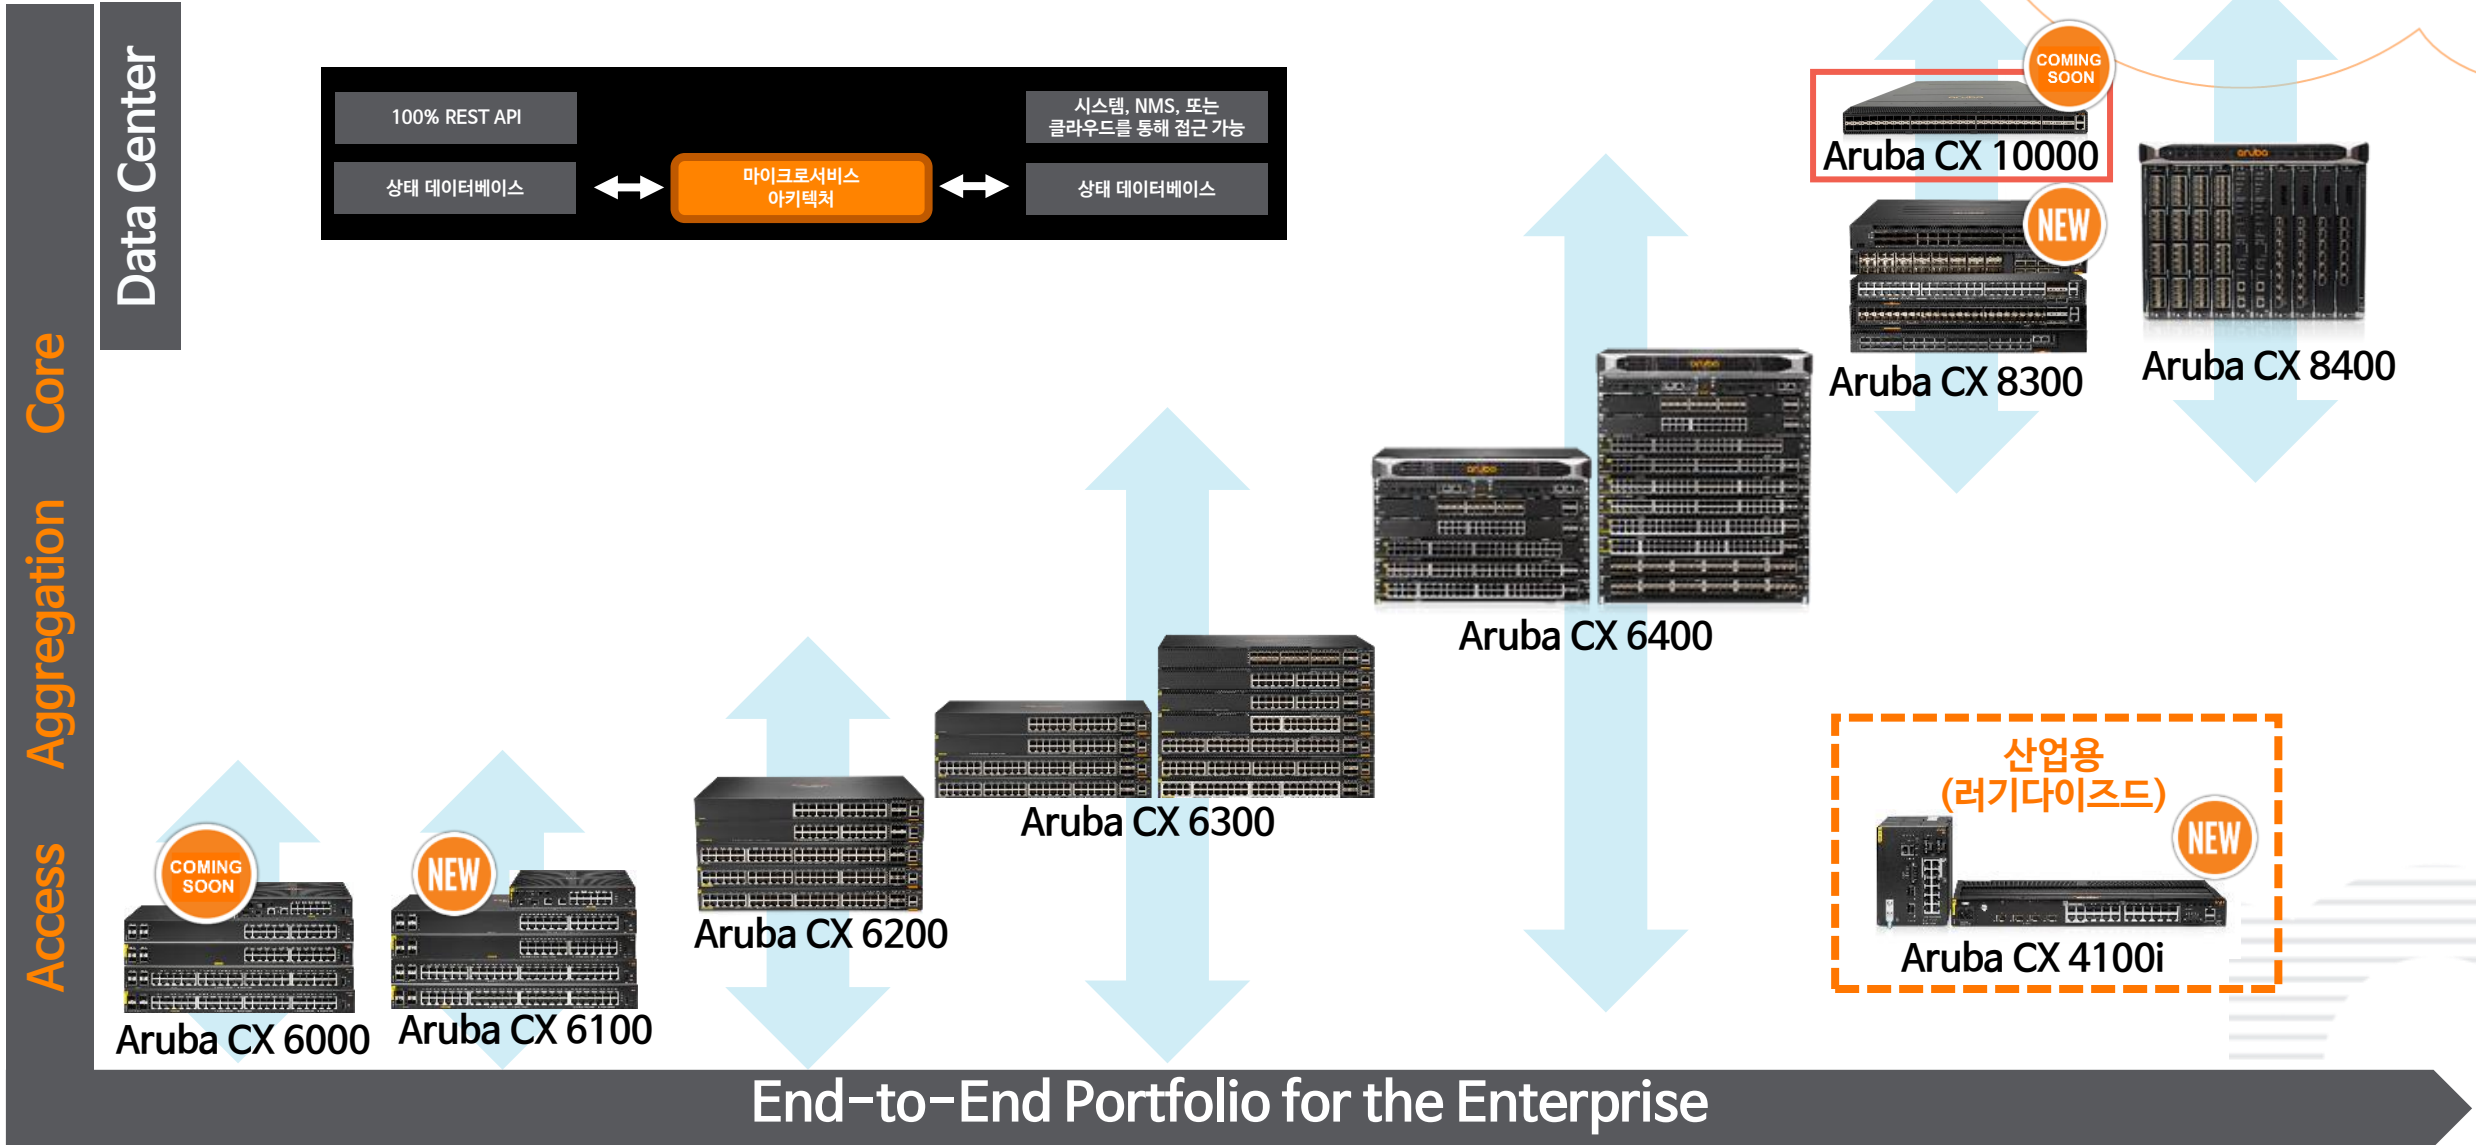 Data Center
Core
Aggregation
Access
100% REST API
상태 데이터베이스
마이크로서비스
아키텍처
시스템, NMS, 또는
클라우드를 통해 접근 가능
상태 데이터베이스
COMING
SOON
Aruba CX 10000
NEW
Aruba CX 8300
Aruba CX 8400
aruba
aruba
aruba
Aruba CX 6400
Aruba CX 6300
Aruba CX 6200
NEW
Aruba CX 6100
COMING
SOON
Aruba CX 6000
산업용
(러기다이즈드)
NEW
Aruba CX 4100i
End-to-End Portfolio for the Enterprise